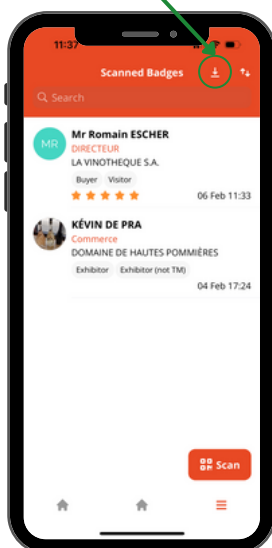 11:37
Scanned Badges
Search
MR
Mr Romain ESCHER
DIRECTEUR
LA VINOTHEQUE S.A.
Buyer Visitor
06 Feb 11:33
KÉVIN DE PRA
Commerce
DOMAINE DE HAUTES POMMIÈRES
Exhibitor Exhibitor (not TM)
04 Feb 17:24
Scan